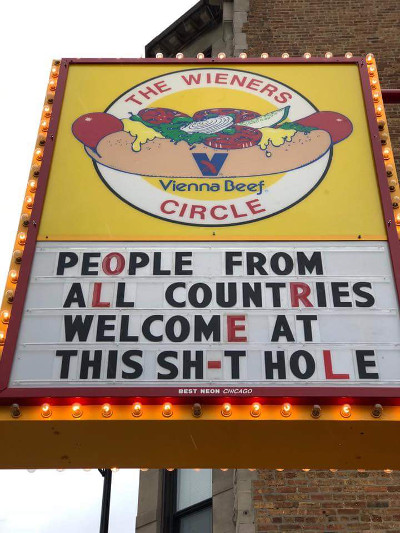 THE WIENERS
V
Vienna Beef
CIRCLE
PEOPLE FROM
ALL COUNTRIES
WELCOME AT
THIS SH-T HOLE
BEST NEON CHICAGO